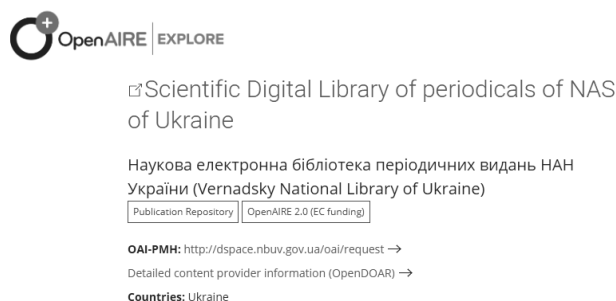 OpenAIRE | EXPLORE
Scientific Digital Library of periodicals of NAS
of Ukraine
Наукова електронна бібліотека періодичних видань НАН
України (Vernadsky National Library of Ukraine)
Publication Repository OpenAIRE 2.0 (EC funding)
OAI-PMH: http://dspace.nbuv.gov.ua/oai/request →
Detailed content provider information (OpenDOAR) →
Countries: Ukraine